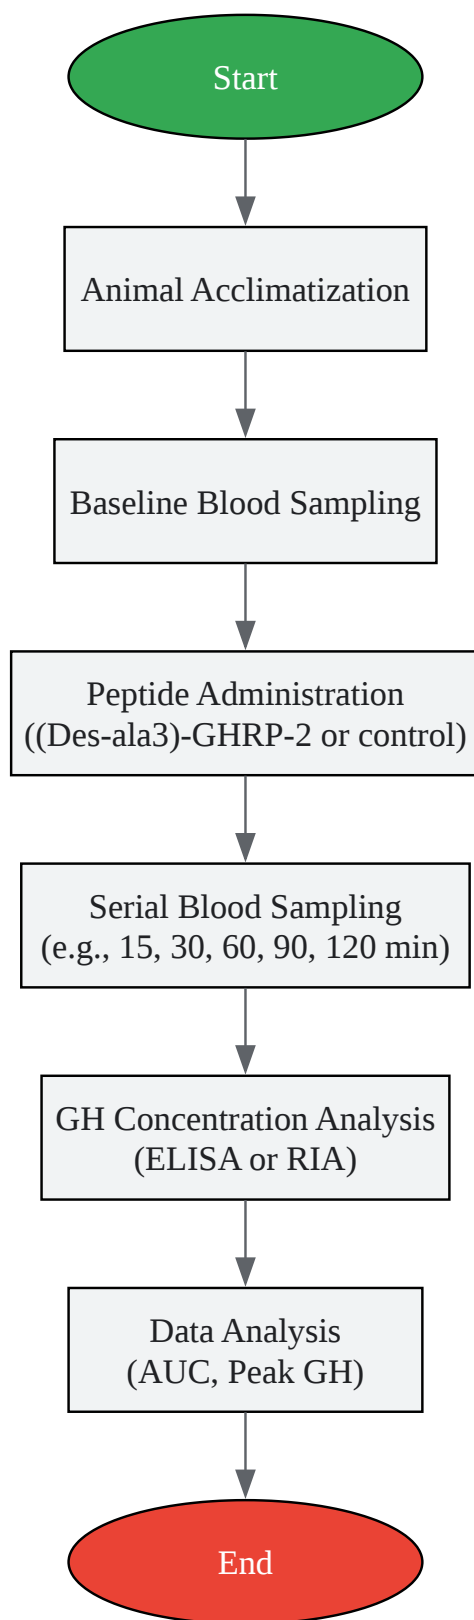 Start
Animal Acclimatization
Baseline Blood Sampling
Peptide Administration
((Des-ala3)-GHRP-2 or control)
Serial Blood Sampling
(e.g., 15, 30, 60, 90, 120 min)
GH Concentration Analysis
(ELISA or RIA)
Data Analysis
(AUC, Peak GH)
End